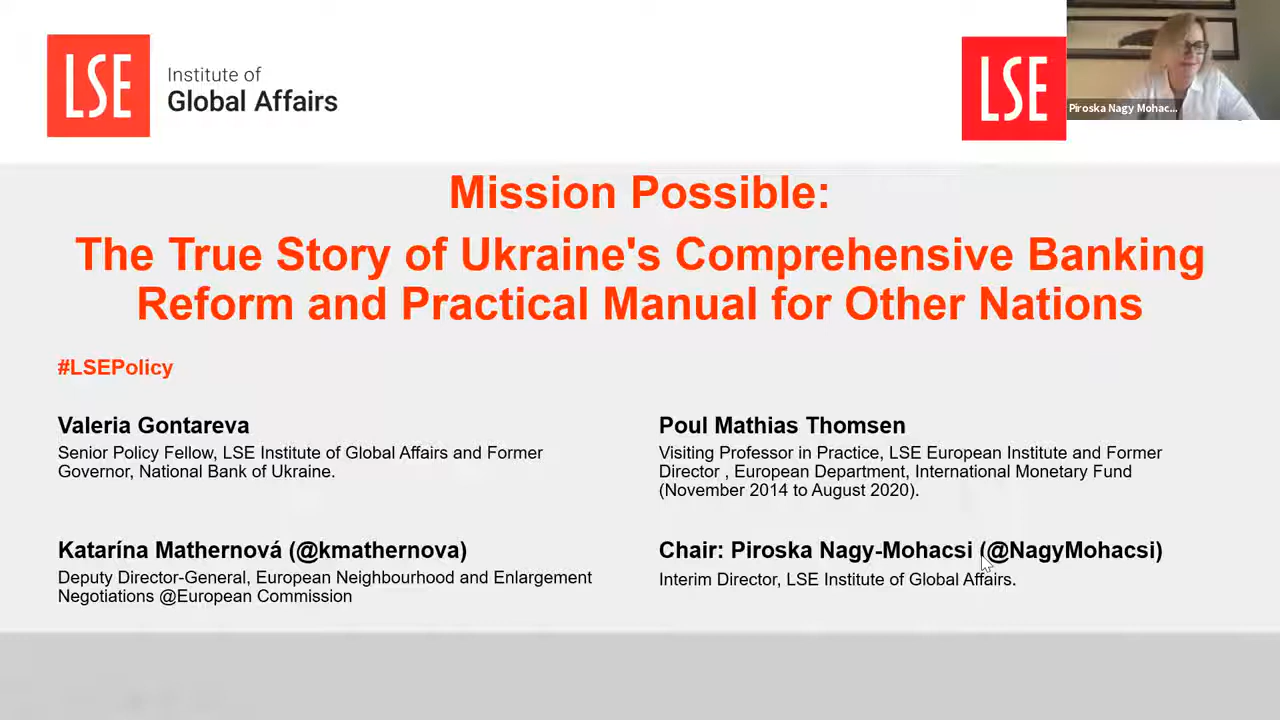 LSE
Institute of
Global Affairs
LSE
Piroska Nagy Mohac...
Mission Possible:
The True Story of Ukraine's Comprehensive Banking
Reform and Practical Manual for Other Nations
#LSEPolicy
Valeria Gontareva
Senior Policy Fellow, LSE Institute of Global Affairs and Former
Governor, National Bank of Ukraine.
Poul Mathias Thomsen
Visiting Professor in Practice, LSE European Institute and Former
Director , European Department, International Monetary Fund
(November 2014 to August 2020).
Katarína Mathernová (@kmathernova)
Deputy Director-General, European Neighbourhood and Enlargement
Negotiations @European Commission
Chair: Piroska Nagy-Mohacsi (@NagyMohacsi)
Interim Director, LSE Institute of Global Affairs.